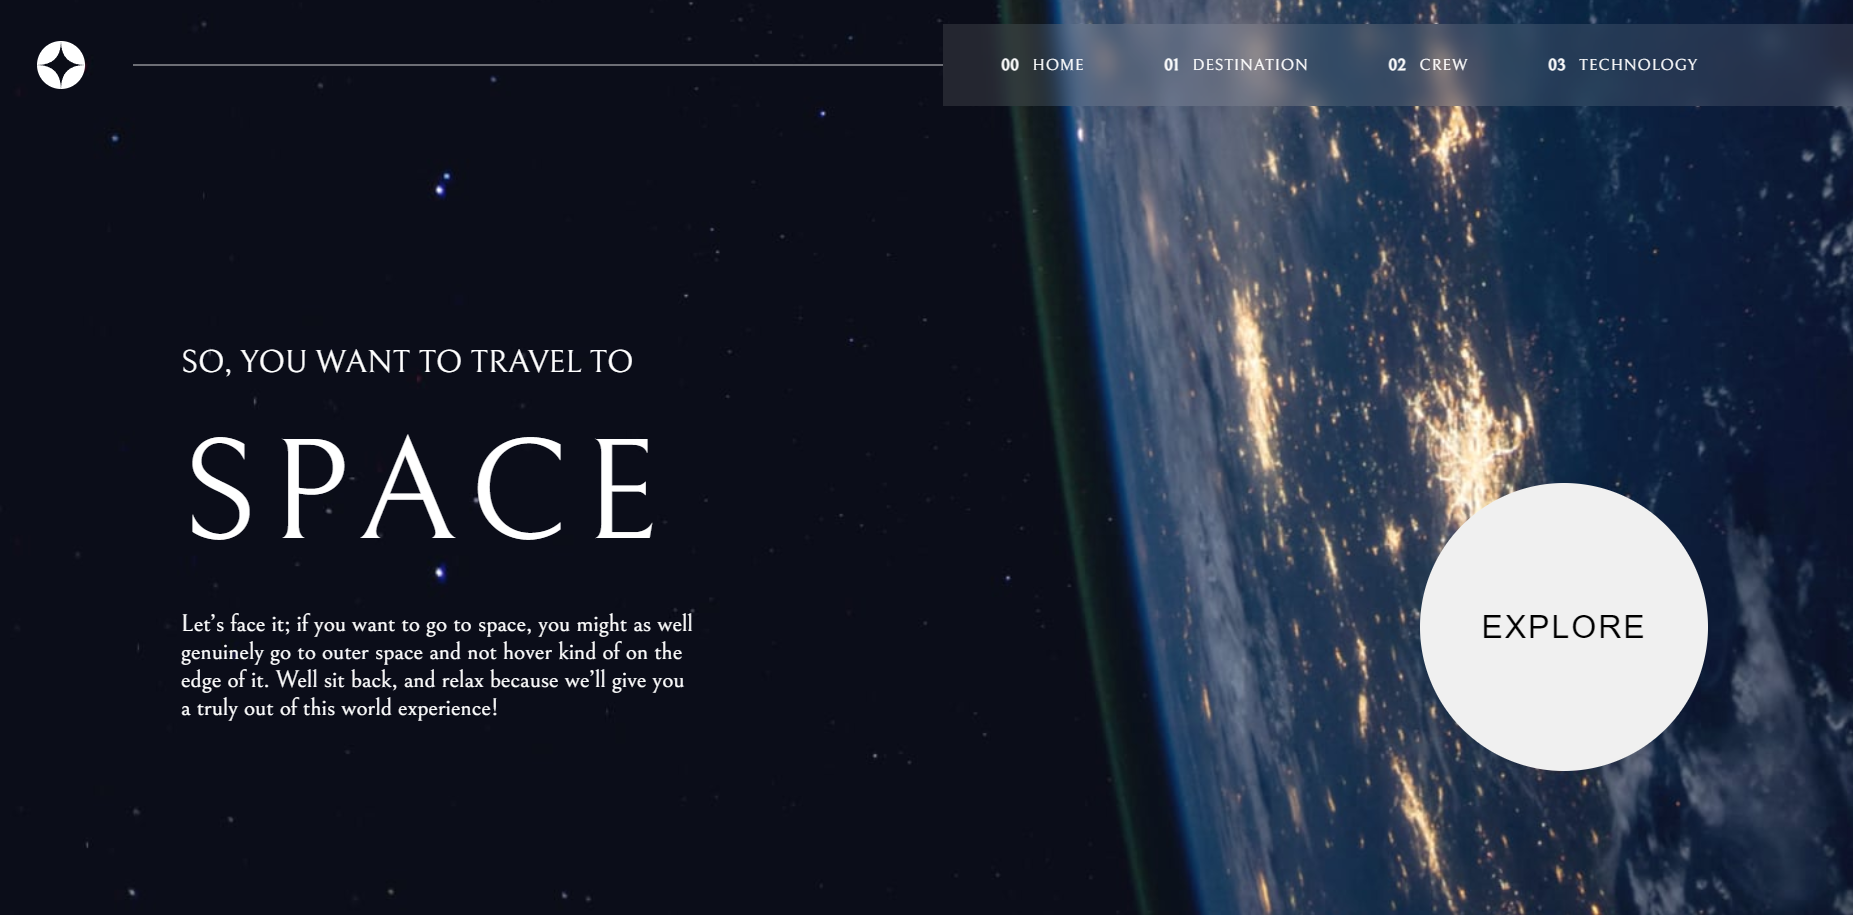 00 HOME 01 DESTINATION 02 CREW 03 TECHNOLOGY
SO, YOU WANT TO TRAVEL TO
SPACE
Let’s face it; if you want to go to space, you might as well
genuinely go to outer space and not hover kind of on the
edge of it. Well sit back, and relax because we’ll give you
a truly out of this world experience!
EXPLORE